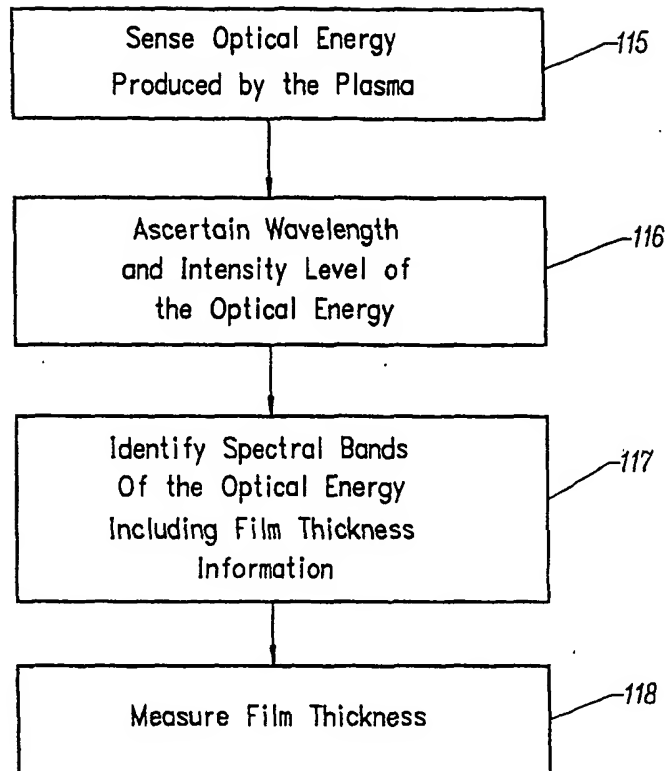 Sense Optical Energy
Produced by the Plasma
115
Ascertain Wavelength
and Intensity Level of
the Optical Energy
116
Identify Spectral Bands
Of the Optical Energy
Including Film Thickness
Information
117
Measure Film Thickness
118